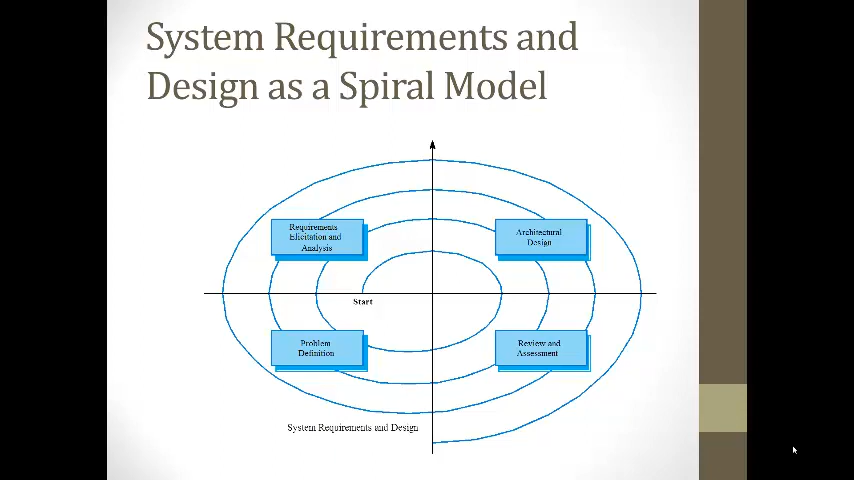 System Requirements and
Design as a Spiral Model
Requirements
Elicitation and
Analysis
Architectural
Design
Start
Problem
Definition
Review and
Assessment
System Requirements and Design